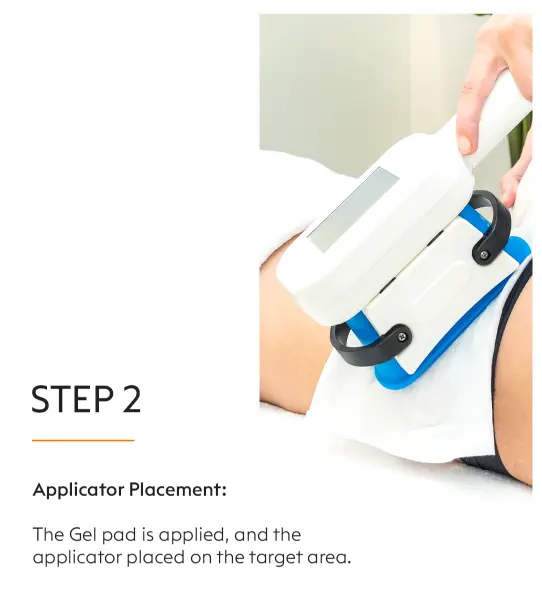 STEP 2
Applicator Placement:
The Gel pad is applied, and the
applicator placed on the target area.